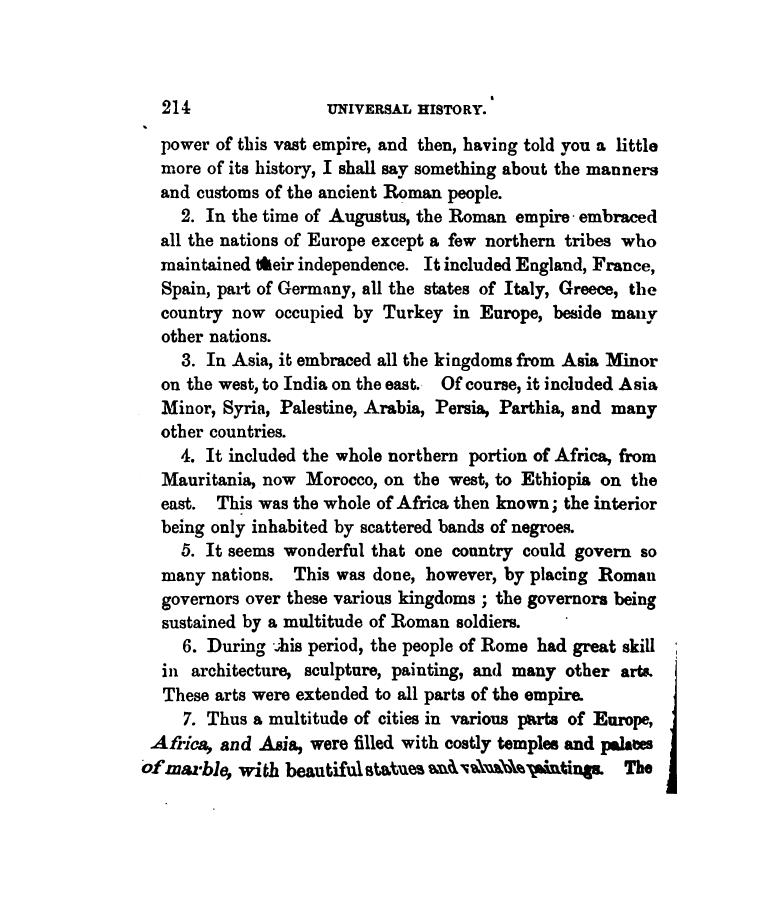 214 UNIVERSAL HISTORY.
power of this vast empire, and then, having told you a little
more of its history, I shall say something about the manners
and customs of the ancient Roman people.
2. In the time of Augustus, the Roman empire embraced
all the nations of Europe except a few northern tribes who
maintained their independence. It included England, France,
Spain, part of Germany, all the states of Italy, Greece, the
country now occupied by Turkey in Europe, beside many
other nations.
3. In Asia, it embraced all the kingdoms from Asia Minor
on the west, to India on the east. Of course, it included Asia
Minor, Syria, Palestine, Arabia, Persia, Parthia, and many
other countries.
4. It included the whole northern portion of Africa, from
Mauritania, now Morocco, on the west, to Ethiopia on the
east. This was the whole of Africa then known; the interior
being only inhabited by scattered bands of negroes.
5. It seems wonderful that one country could govern so
many nations. This was done, however, by placing Roman
governors over these various kingdoms ; the governors being
sustained by a multitude of Roman soldiers.
6. During this period, the people of Rome had great skill
in architecture, sculpture, painting, and many other arts.
These arts were extended to all parts of the empire.
7. Thus a multitude of cities in various parts of Europe,
Africa, and Asia, were filled with costly temples and palaces
of marble, with beautiful statues and valuable paintings. The